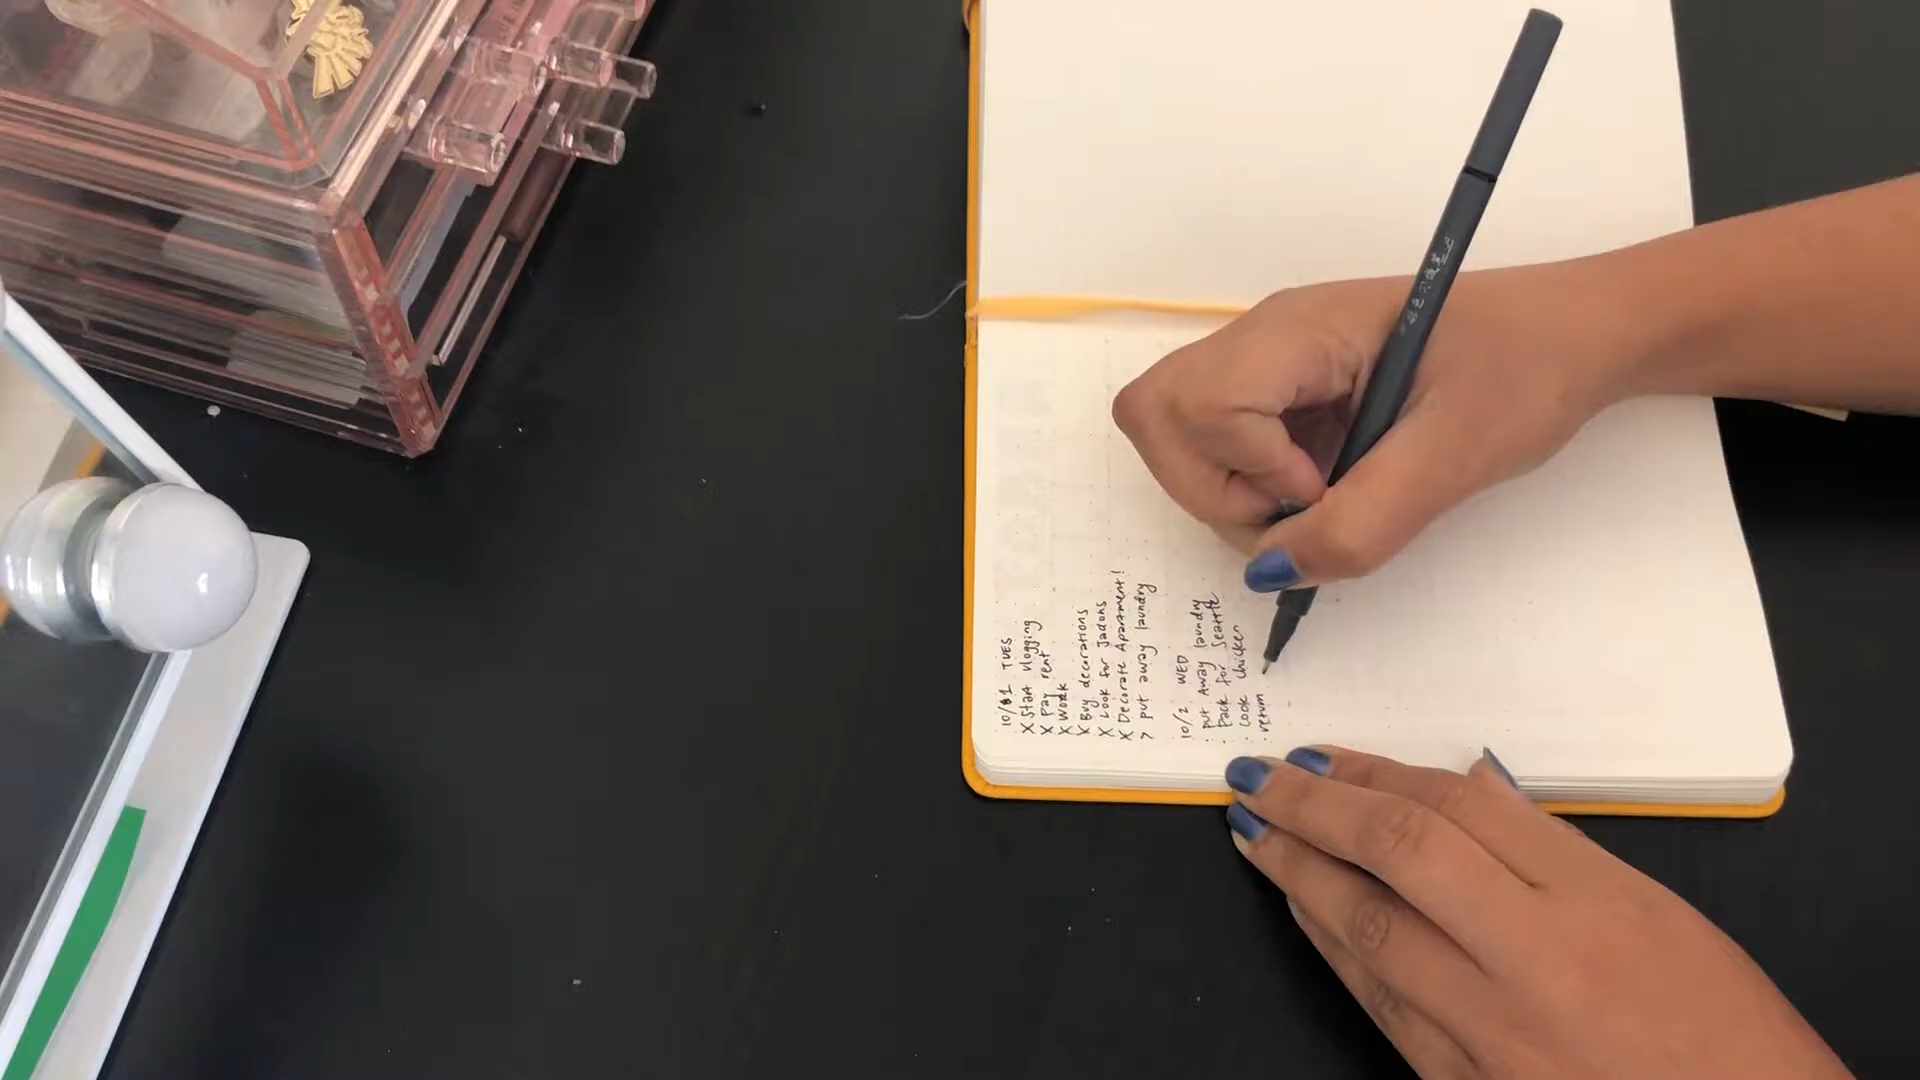 10/1 TUES
X Start vlogging
X Pay rent
X Work
X Buy decorations
X Look for Jadons
X Decorate Apartment!
> put away laundry
10/2 WED
· put Away laundry
· Pack for Seattle
· Cook chicken
· return